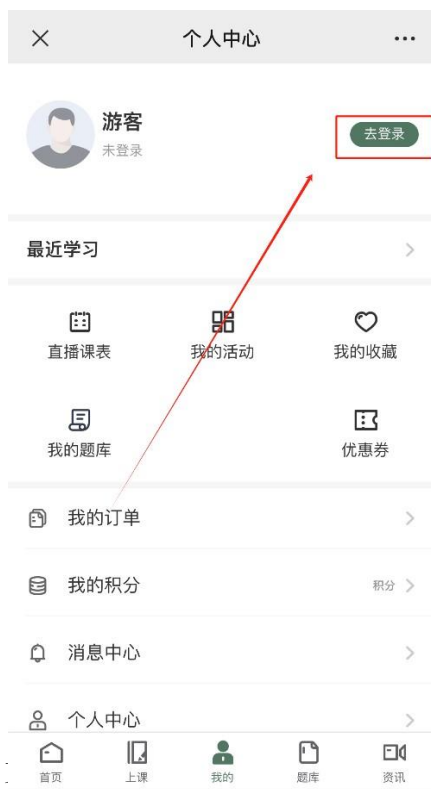 个人中心
游客
未登录
去登录
最近学习
直播课表
我的活动
我的收藏
我的题库
优惠券
我的订单
我的积分
积分
消息中心
个人中心
首页
上课
我的
题库
资讯